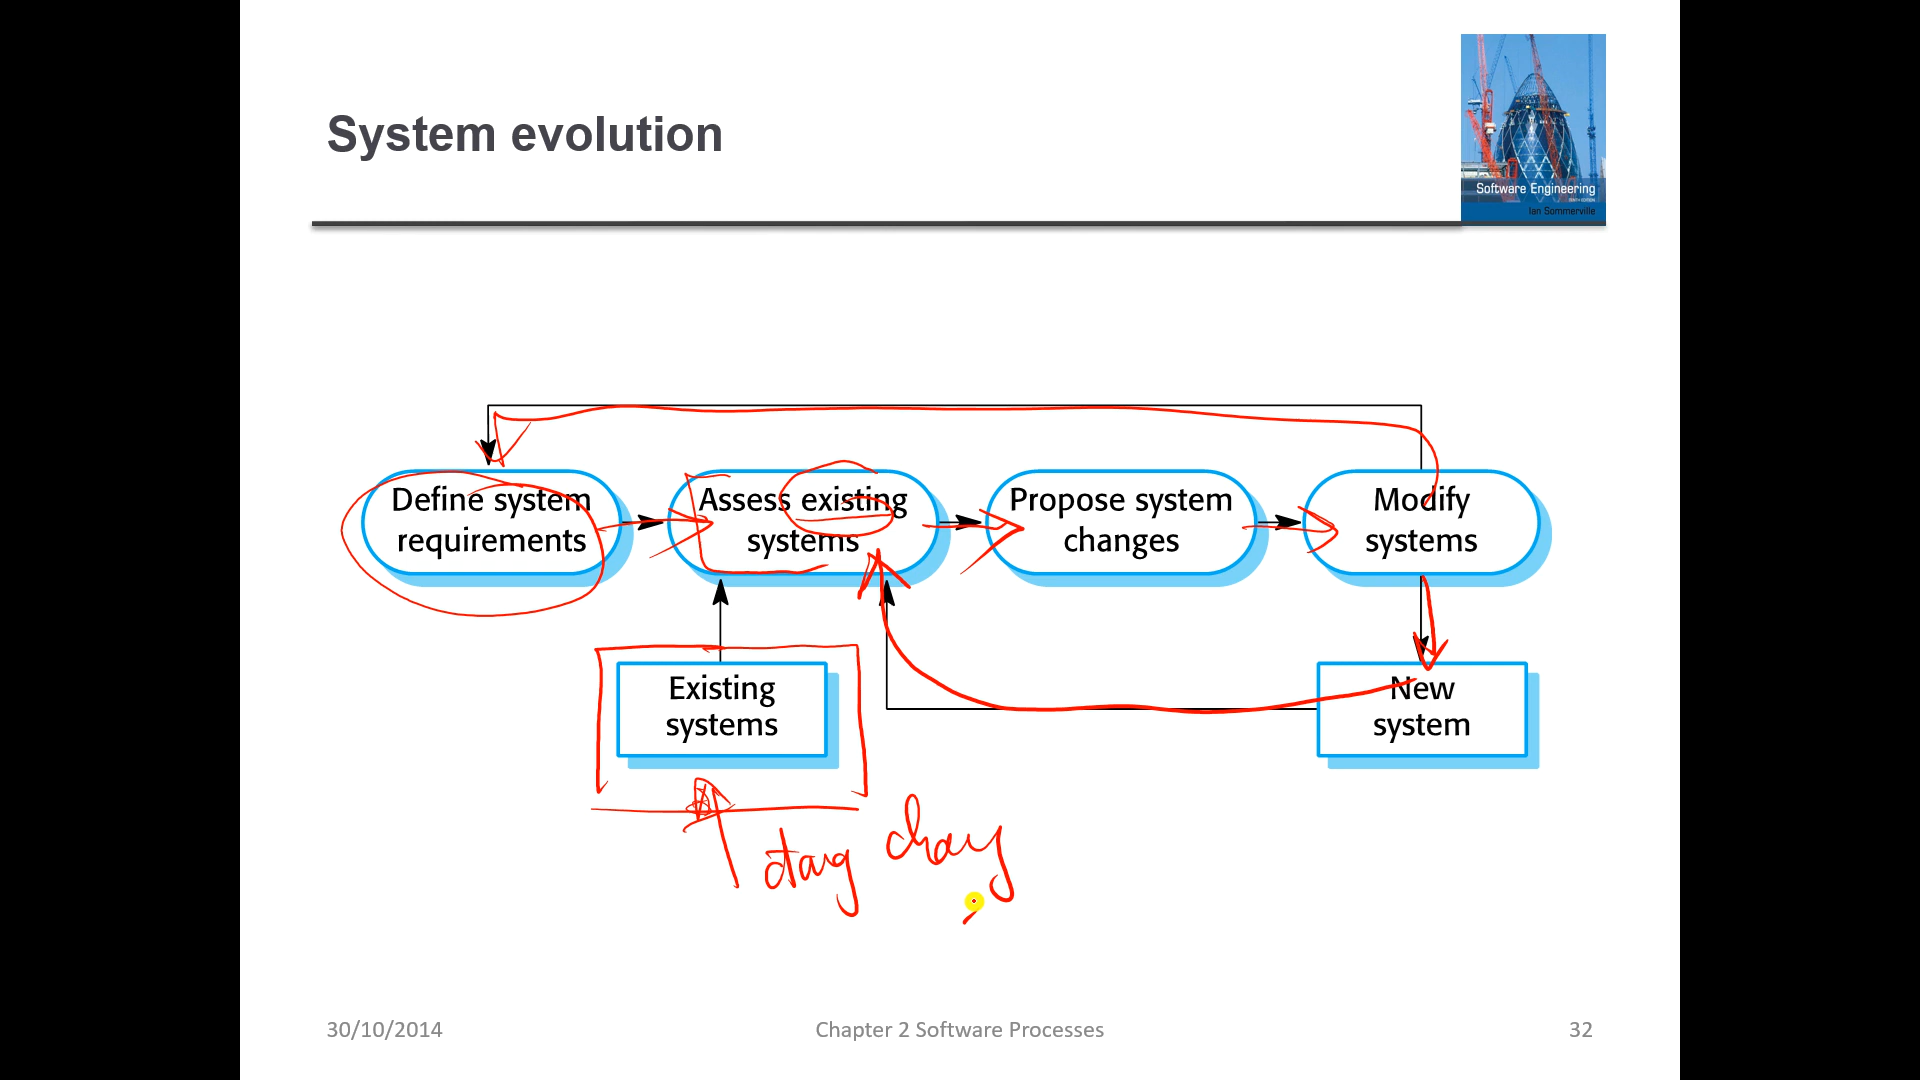 System evolution
Software Engineering
Ian Sommerville
Define system
requirements
Assess existing
systems
Propose system
changes
Modify
systems
Existing
systems
New
system
đang chạy
30/10/2014
Chapter 2 Software Processes
32